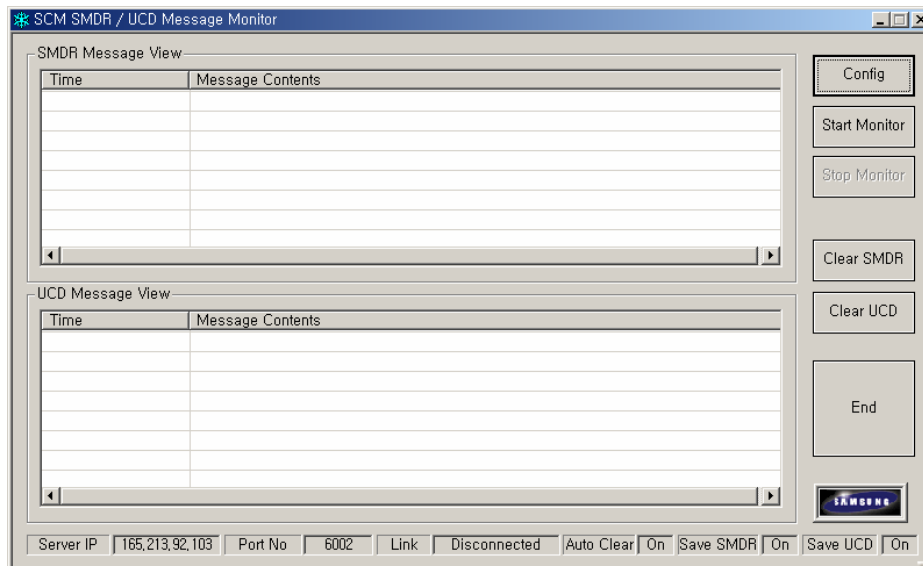 SCM SMDR / UCD Message Monitor
SMDR Message View
Time Message Contents
Config
Start Monitor
Stop Monitor
Clear SMDR
Clear UCD
End
UCD Message View
Time Message Contents
SAMSUNG
Server IP 165,213,92,103 Port No 6002 Link Disconnected Auto Clear On Save SMDR On Save UCD On